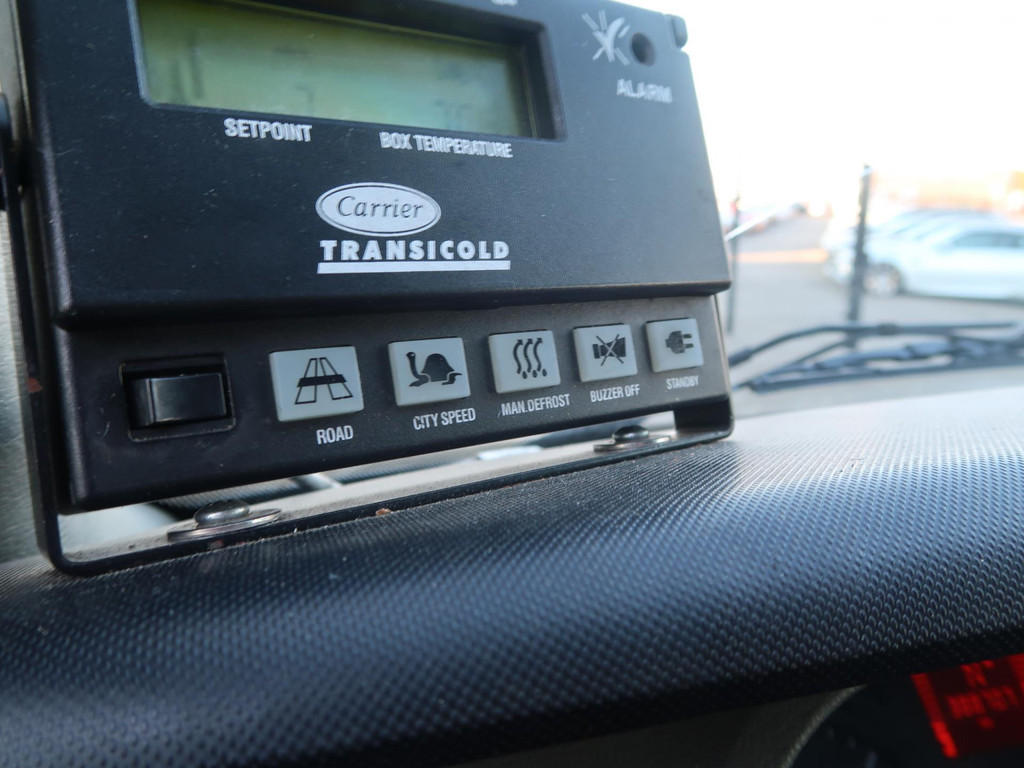 ALARM
SETPOINT BOX TEMPERATURE
Carrier
TRANSICOLD
ROAD CITY SPEED MAN.DEFROST BUZZER OFF STANDBY